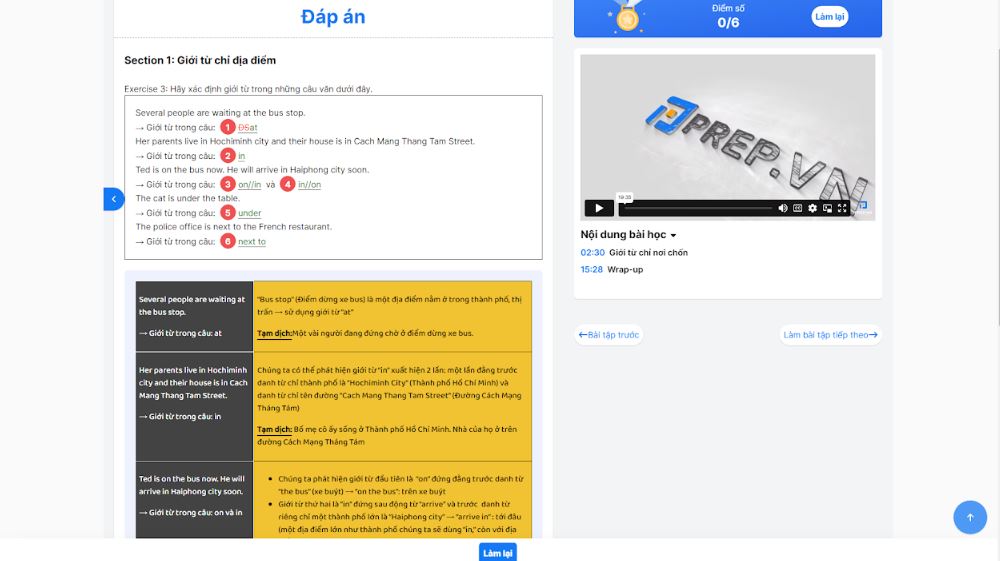 Đáp án
Section 1: Giới từ chỉ địa điểm
Exercise 3: Hãy xác định giới từ trong những câu văn dưới đây.
Several people are waiting at the bus stop.
→ Giới từ trong câu: 1 ĐSat
Her parents live in Hochiminh city and their house is in Cach Mang Thang Tam Street.
→ Giới từ trong câu: 2 in
Ted is on the bus now. He will arrive in Haiphong city soon.
→ Giới từ trong câu: 3 on//in và 4 in//on
The cat is under the table.
→ Giới từ trong câu: 5 under
The police office is next to the French restaurant.
→ Giới từ trong câu: 6 next to
Several people are waiting at
the bus stop.
→ Giới từ trong câu: at
"Bus stop" (Điểm dừng xe bus) là một địa điểm nằm ở trong thành phố, thị
trấn → sử dụng giới từ "at"
Tạm dịch:Một vài người đang đứng chờ ở điểm dừng xe bus.
Her parents live in Hochiminh
city and their house is in Cach
Mang Thang Tam Street.
→ Giới từ trong câu: in
Chúng ta có thể phát hiện giới từ "in" xuất hiện 2 lần: một lần đằng trước
danh từ chỉ thành phố là "Hochiminh City" (Thành phố Hồ Chí Minh) và
danh từ chỉ tên đường "Cach Mang Thang Tam Street" (Đường Cách Mạng
Tháng Tám)
Tạm dịch: Bố mẹ cô ấy sống ở Thành phố Hồ Chí Minh. Nhà của họ ở trên
đường Cách Mạng Tháng Tám
Ted is on the bus now. He will
arrive in Haiphong city soon.
→ Giới từ trong câu: on và in
Chúng ta phát hiện giới từ đầu tiên là "on" đứng đằng trước danh từ
"the bus" (xe buýt) → "on the bus": trên xe buýt
Giới từ thứ hai là "in" đứng sau động từ "arrive" và trước danh từ
riêng chỉ một thành phố lớn là "Haiphong city" → "arrive in" : tới đâu
(một địa điểm lớn như thành phố chúng ta sẽ dùng "in," còn với địa
Điểm số
0/6
Làm lại
PREP.VN
19:35
Nội dung bài học
02:30 Giới từ chỉ nơi chốn
15:28 Wrap-up
←Bài tập trước
Làm bài tập tiếp theo→
Làm lại